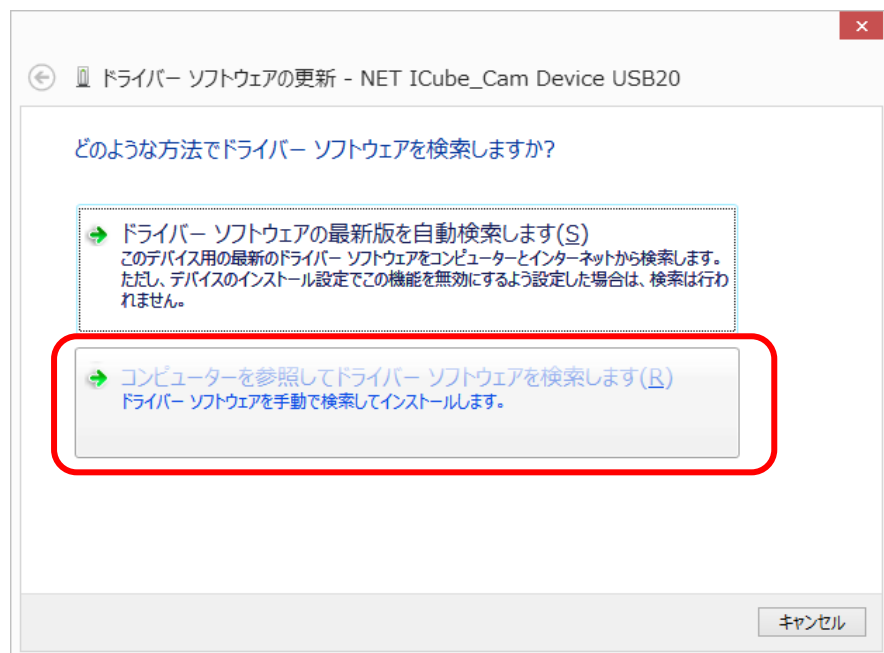 ドライバー ソフトウェアの更新 - NET ICube_Cam Device USB20
どのような方法でドライバー ソフトウェアを検索しますか?
ドライバー ソフトウェアの最新版を自動検索します(S)
このデバイス用の最新のドライバー ソフトウェアをコンピューターとインターネットから検索します。
ただし、デバイスのインストール設定でこの機能を無効にするよう設定した場合は、検索は行わ
れません。
コンピューターを参照してドライバー ソフトウェアを検索します(R)
ドライバー ソフトウェアを手動で検索してインストールします。
キャンセル